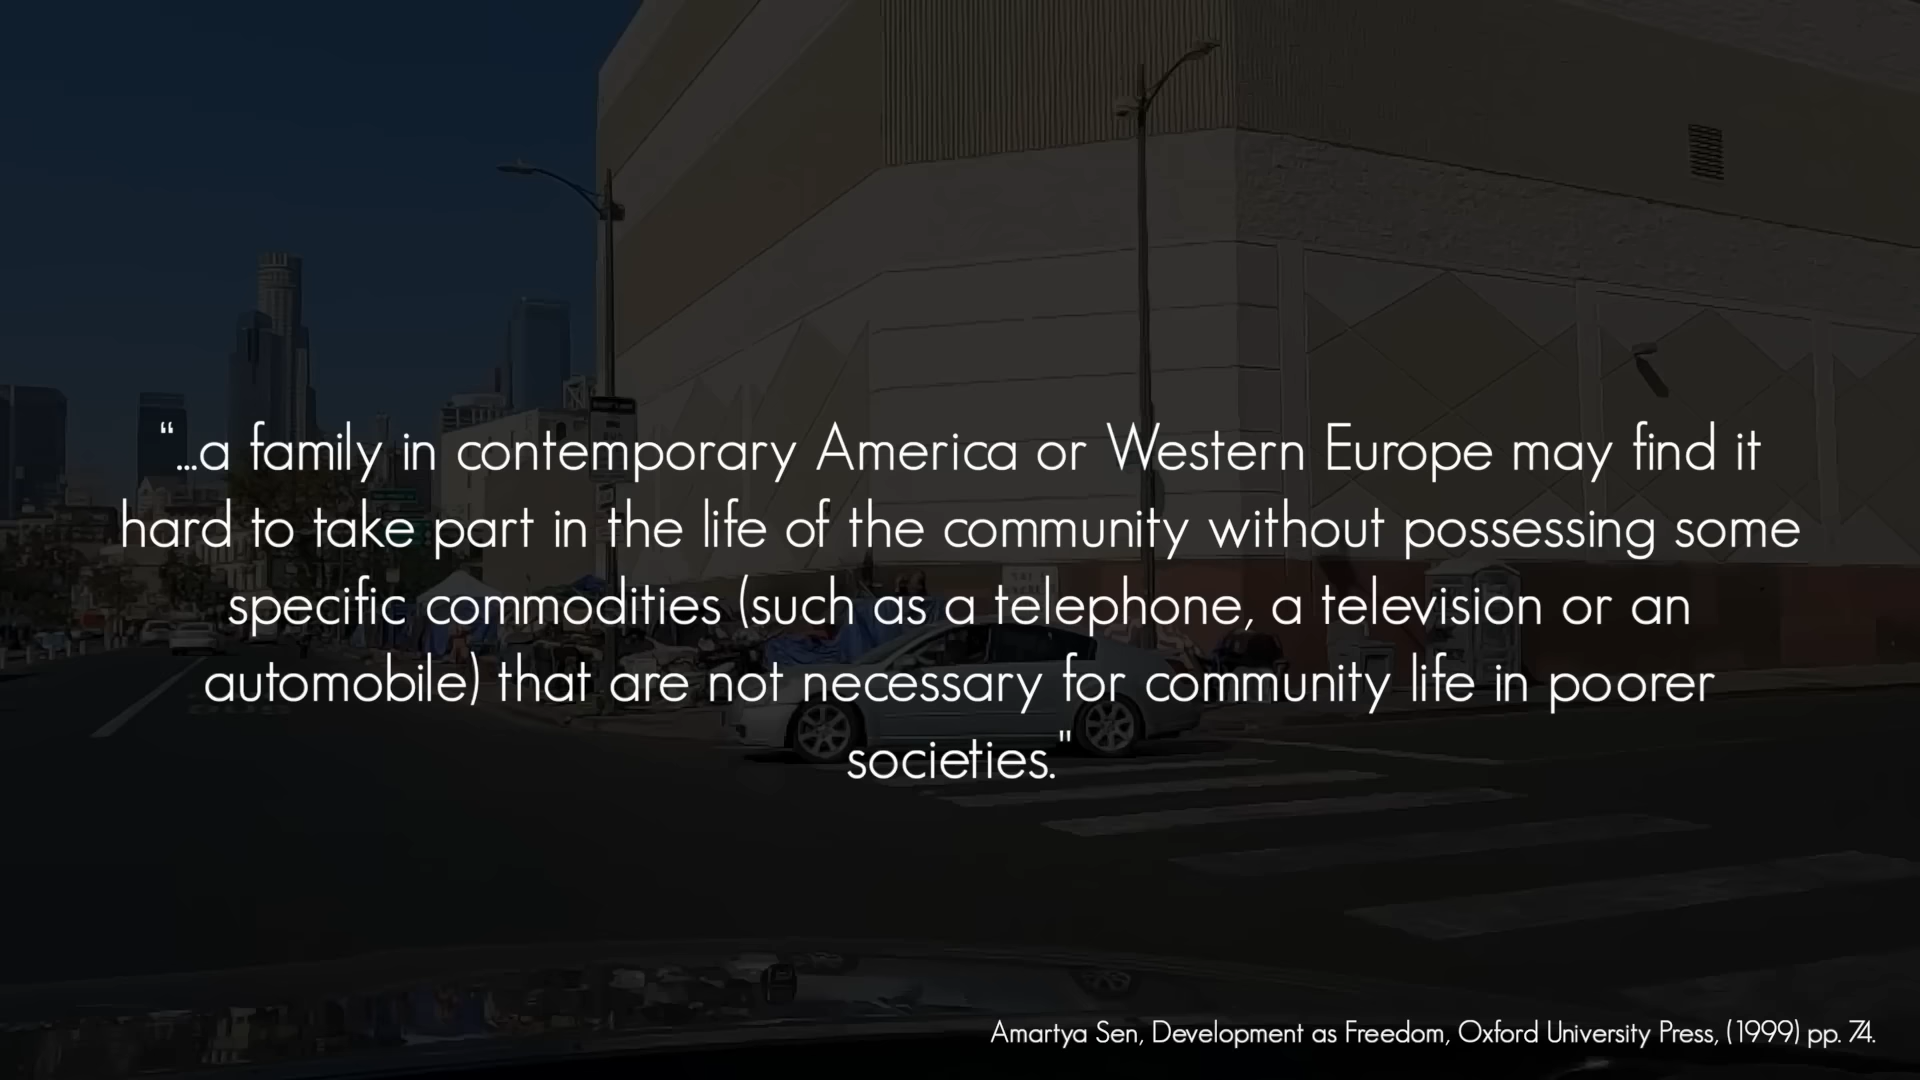 “...a family in contemporary America or Western Europe may find it
hard to take part in the life of the community without possessing some
specific commodities (such as a telephone, a television or an
automobile) that are not necessary for community life in poorer
societies."
Amartya Sen, Development as Freedom, Oxford University Press, (1999) pp. 74.